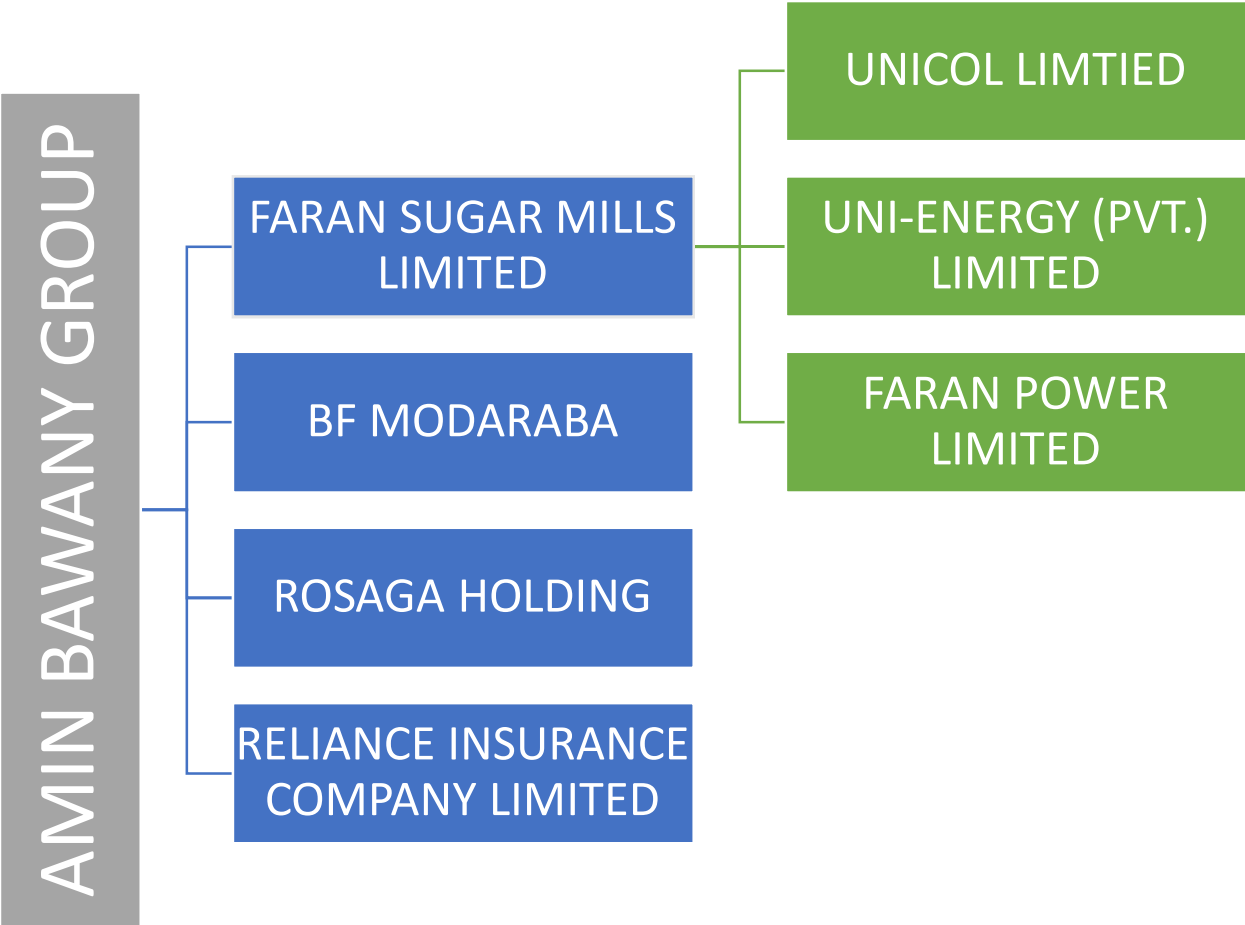 AMIN BAWANY GROUP
FARAN SUGAR MILLS
LIMITED
BF MODARABA
ROSAGA HOLDING
RELIANCE INSURANCE
COMPANY LIMITED
UNICOL LIMTIED
UNI-ENERGY (PVT.)
LIMITED
FARAN POWER
LIMITED